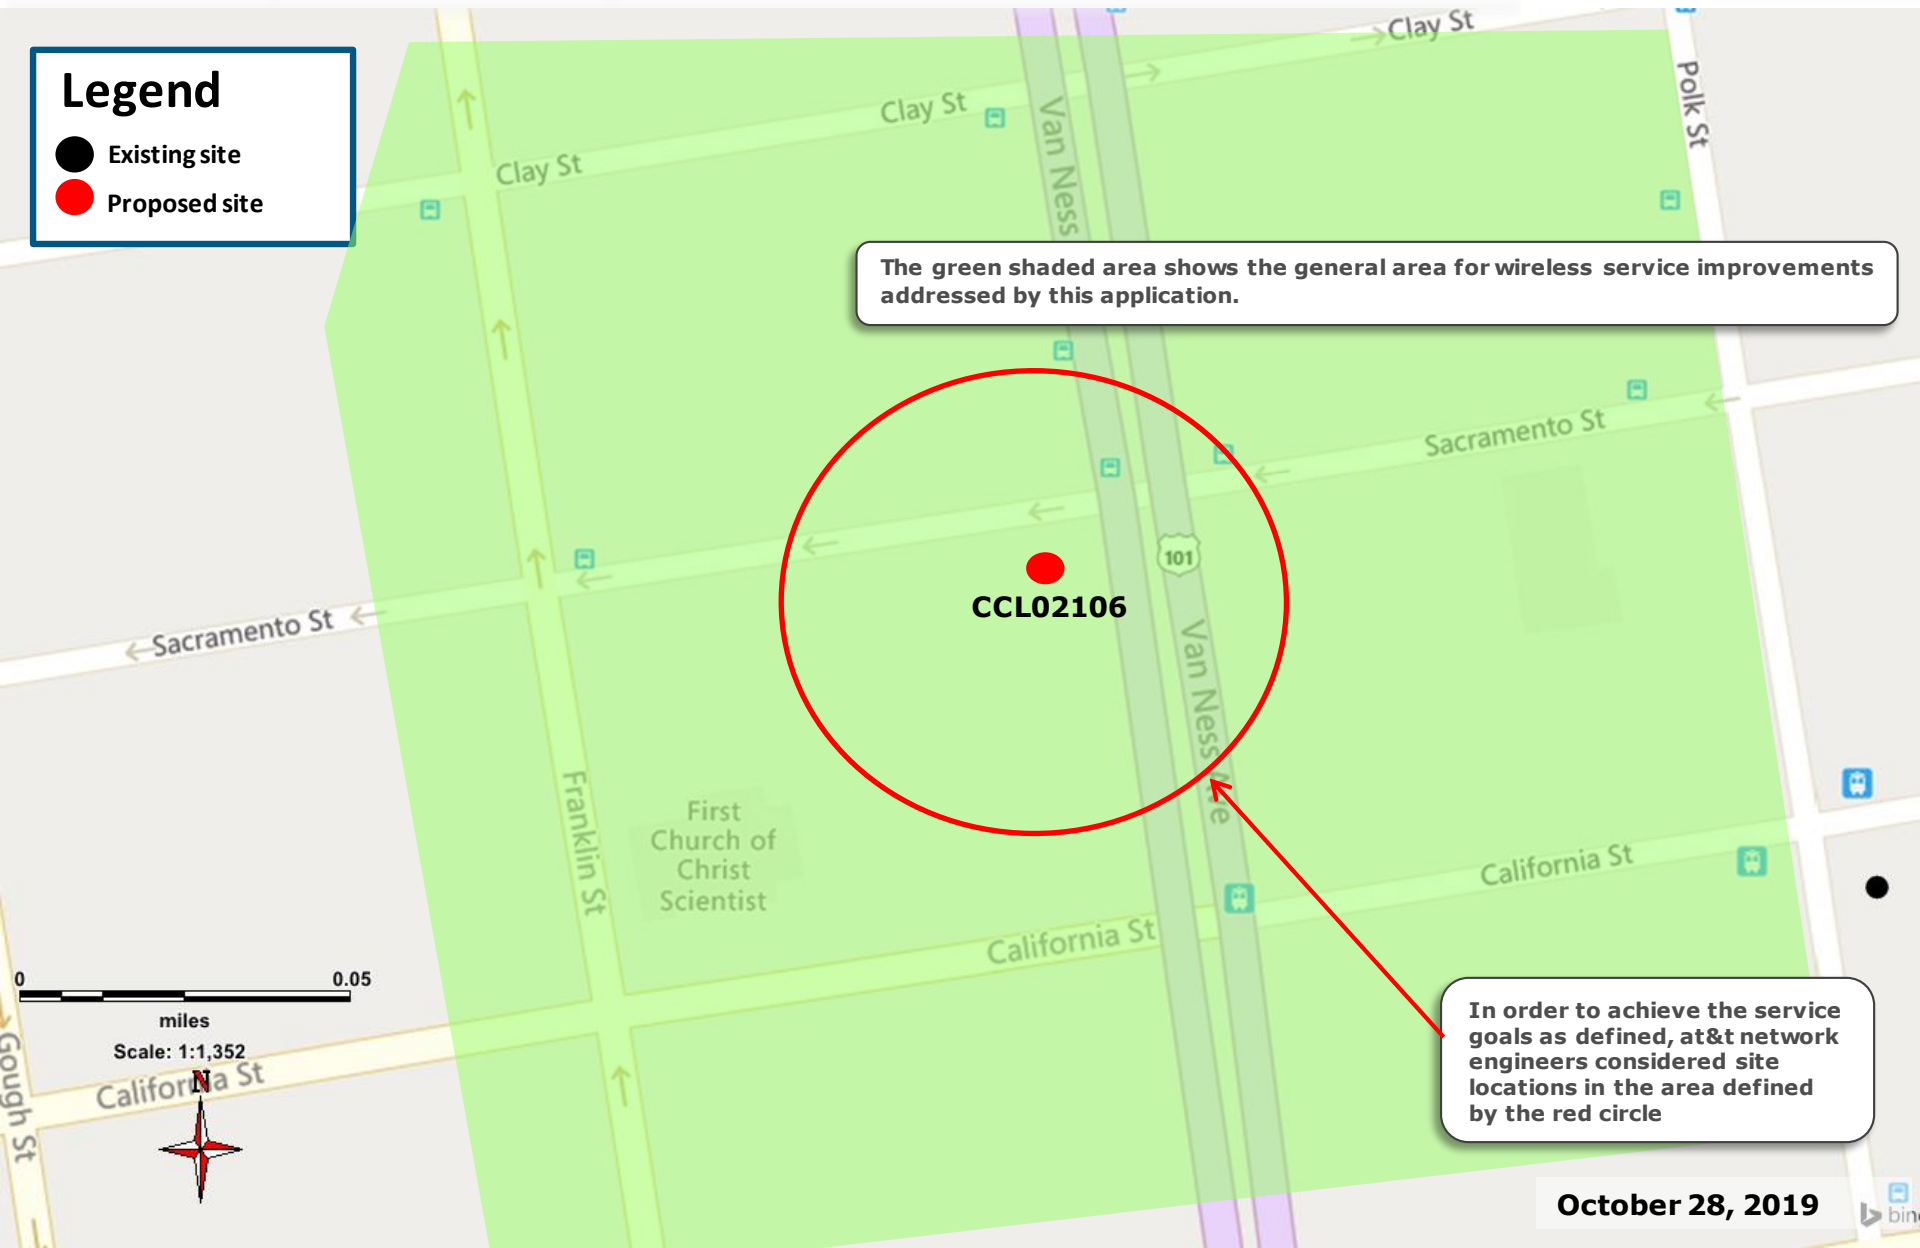 Clay St
Legend
Existing site
Proposed site
Clay St
Clay St
Van Ness
Polk St
The green shaded area shows the general area for wireless service improvements
addressed by this application.
Sacramento St
101
CCL02106
Sacramento St
Van Ness Ave
Franklin St
First
Church of
Christ
Scientist
California St
California St
0 0.05
miles
Scale: 1:1,352
N
California St
Gough St
In order to achieve the service
goals as defined, at&t network
engineers considered site
locations in the area defined
by the red circle
October 28, 2019
bin